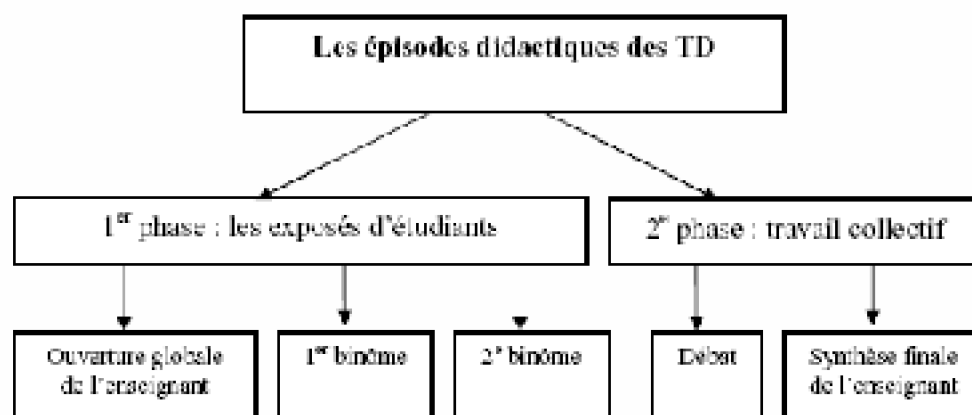 Les épisodes didactiques des TD
1er phase : les exposés d'étudiants
2e phase : travail collectif
Ouverture globale
de l'enseignant
1er binôme
2e binôme
Débat
Synthèse finale
de l'enseignant